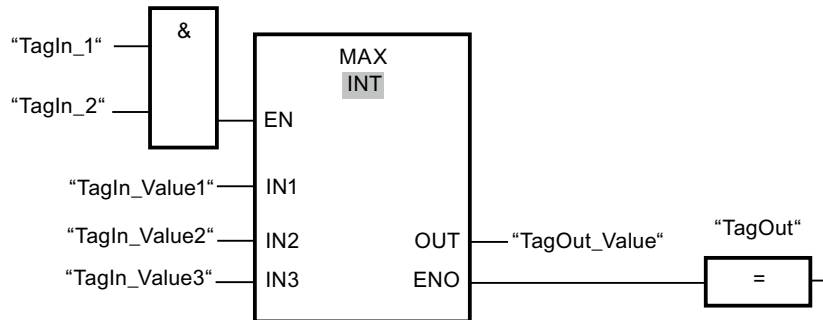 &
“TagIn_1“
MAX
INT
“TagIn_2“
EN
“TagIn_Value1“ IN1
“TagIn_Value2“ IN2 OUT “TagOut_Value“ “TagOut“
“TagIn_Value3“ IN3 ENO =